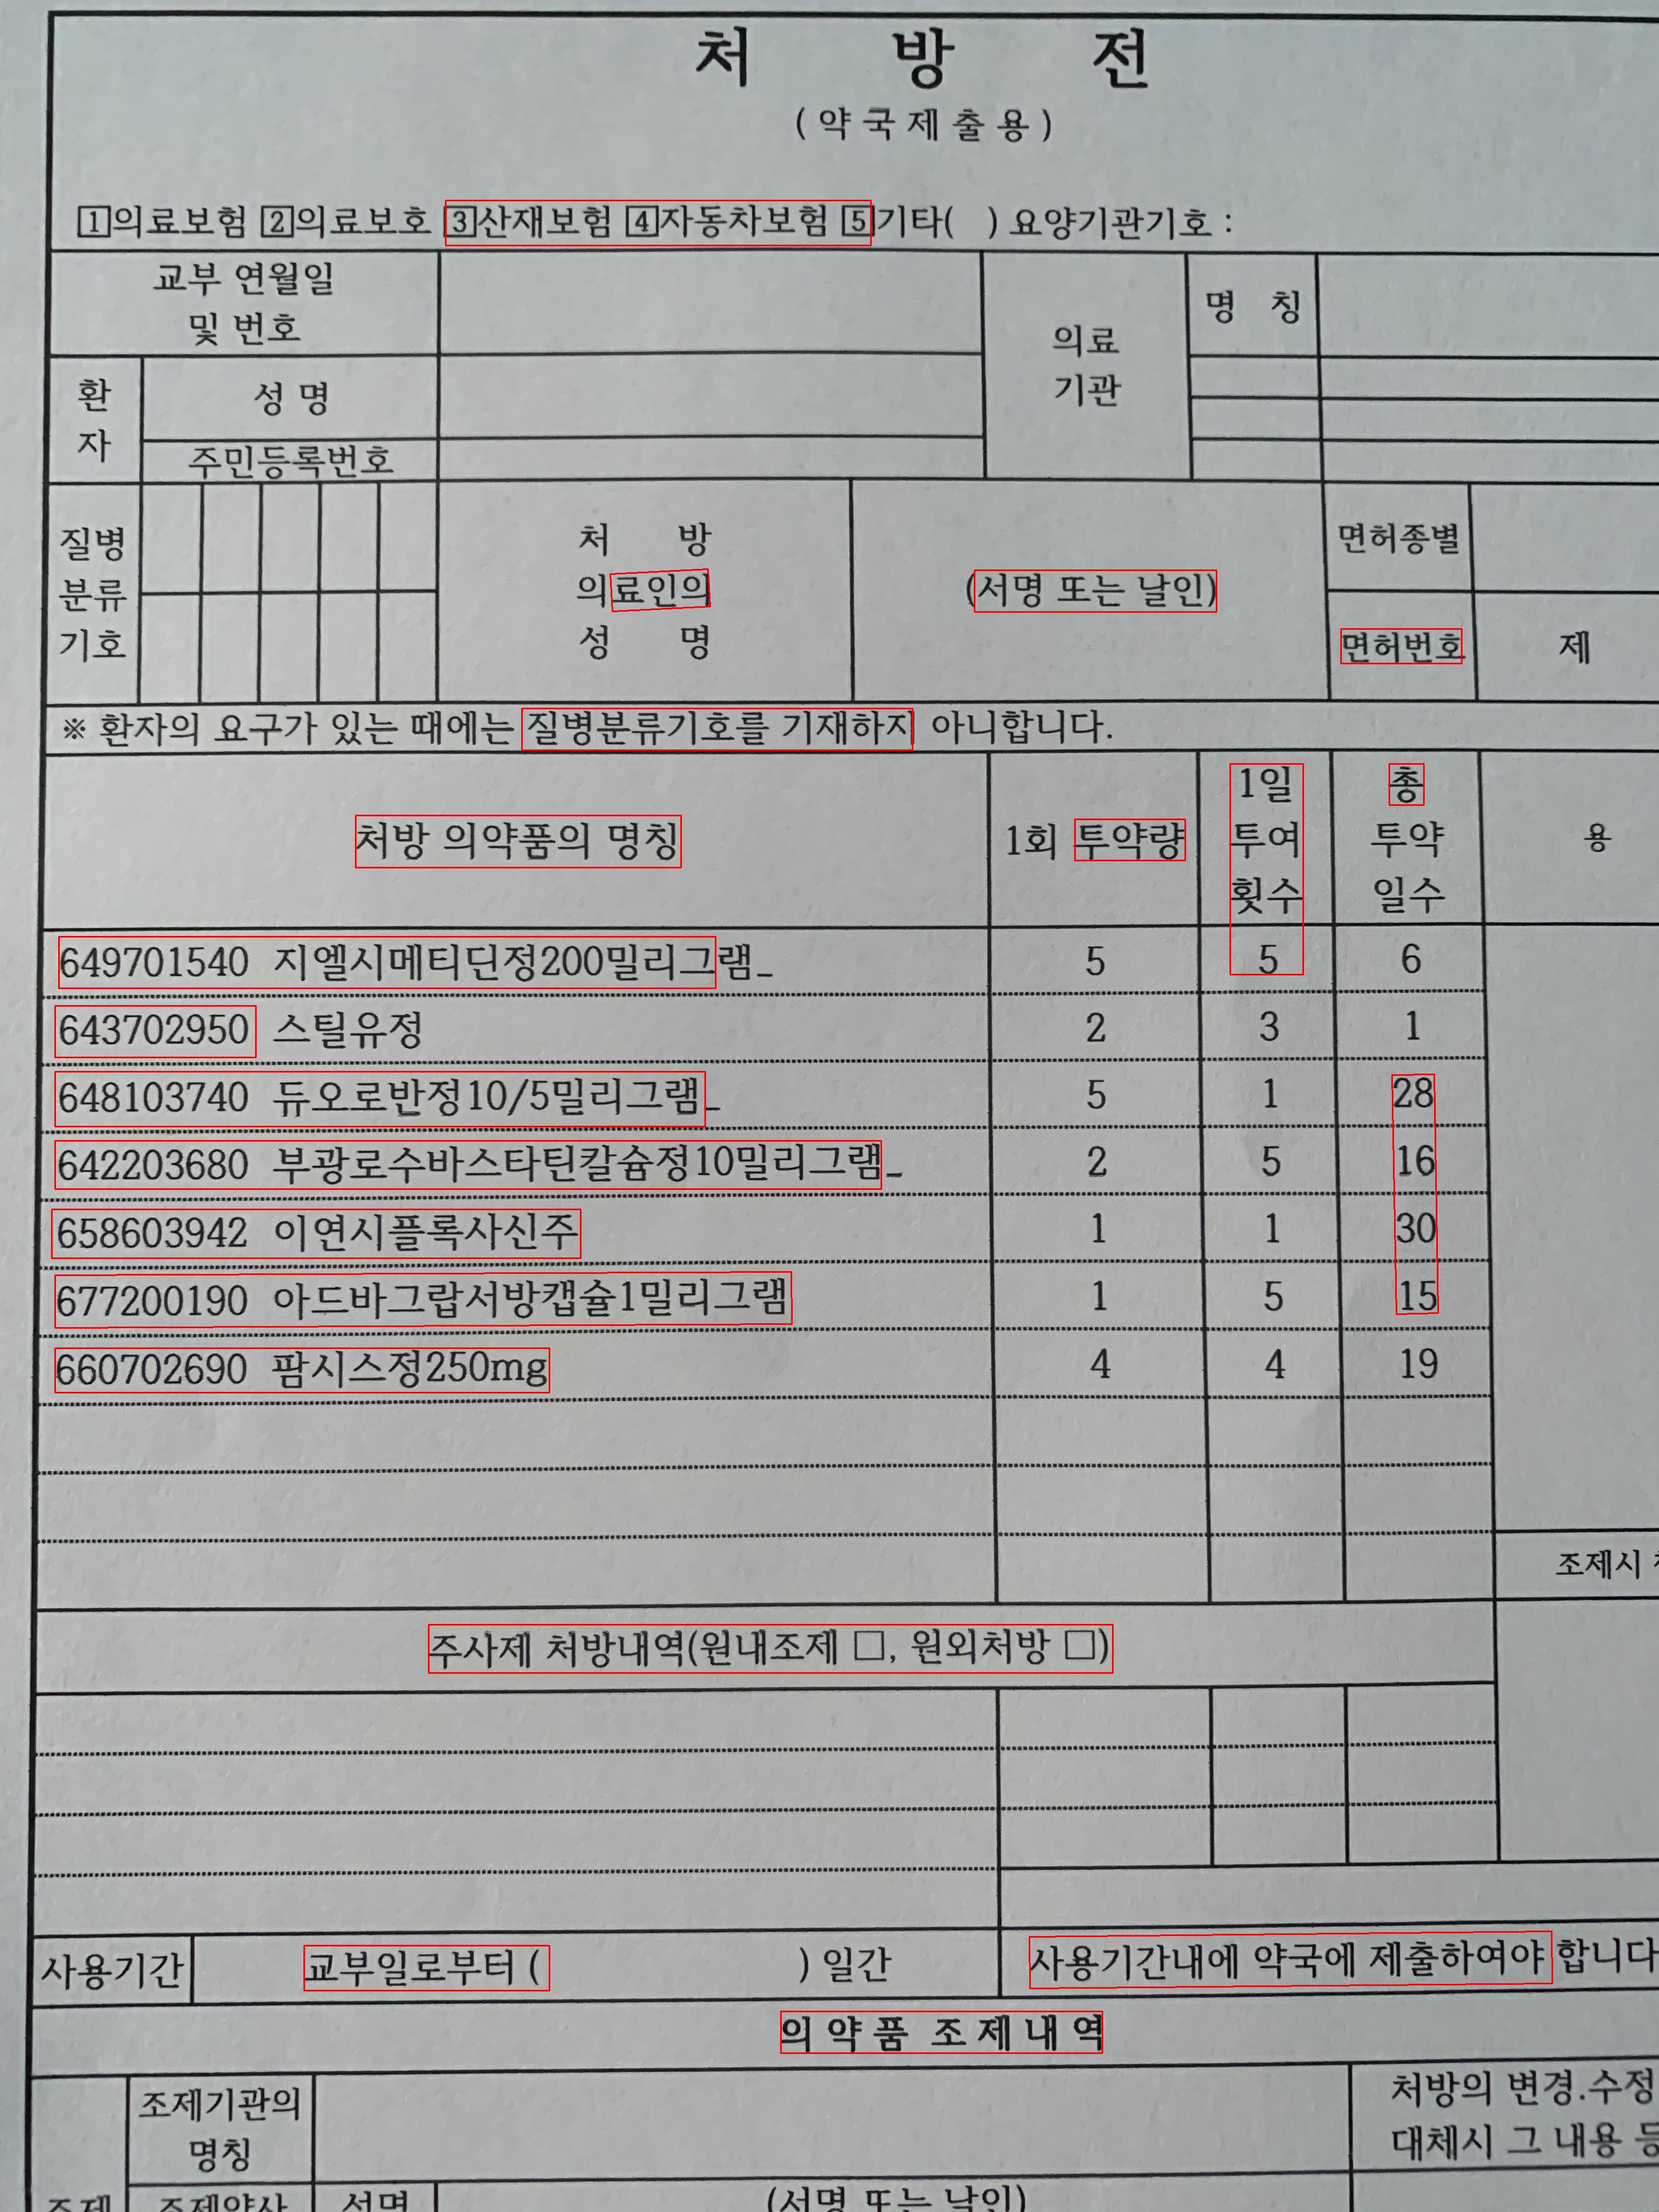 처 방 전
( 약 국 제 출 용 )
1의료보험 2의료보호 3산재보험 4자동차보험 5기타( ) 요양기관기호 :
교부 연월일
및 번호
의료
기관
명 칭
환
자
성 명
주민등록번호
질병
분류
기호
처 방
의료인의
성 명
(서명 또는 날인)
면허종별
면허번호
제
※ 환자의 요구가 있는 때에는 질병분류기호를 기재하지 아니합니다.
처방 의약품의 명칭
1회 투약량
1일
투여
횟수
총
투약
일수
용
649701540 지엘시메티딘정200밀리그램_ 5 5 6
643702950 스틸유정 2 3 1
648103740 듀오로반정10/5밀리그램_ 5 1 28
642203680 부광로수바스타틴칼슘정10밀리그램_ 2 5 16
658603942 이연시플록사신주 1 1 30
677200190 아드바그랍서방캡슐1밀리그램 1 5 15
660702690 팜시스정250mg 4 4 19
조제시
주사제 처방내역(원내조제 □, 원외처방 □)
사용기간 교부일로부터 ( ) 일간 사용기간내에 약국에 제출하여야 합니다
의 약 품 조 제 내 역
조제기관의
명칭
처방의 변경.수정
대체시 그 내용 등
조제
조제약사
성명
(서명 또는 날인)